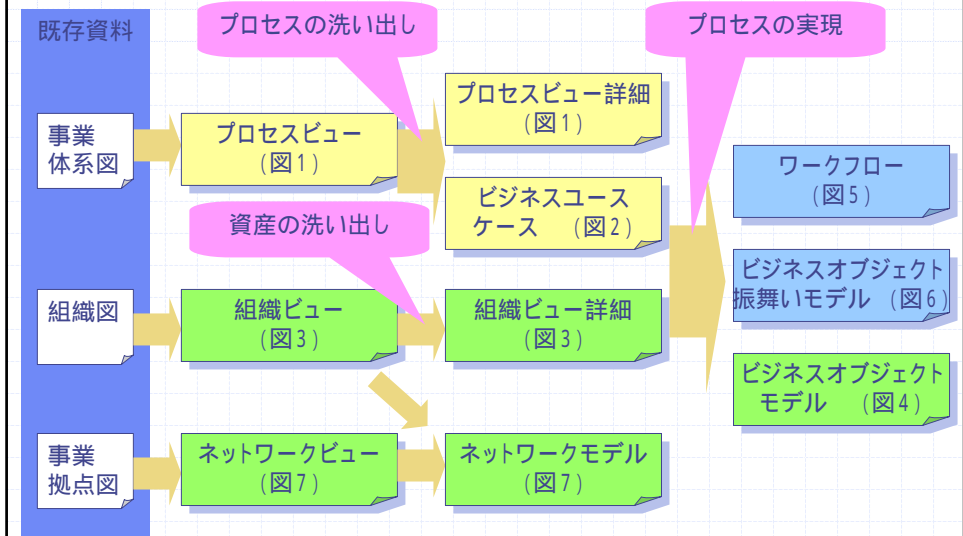 既存資料
プロセスの洗い出し
プロセスの実現
事業
体系図
プロセスビュー
(図1)
プロセスビュー詳細
(図1)
ビジネスユース
ケース (図2)
ワークフロー
(図5)
資産の洗い出し
組織図
組織ビュー
(図3)
組織ビュー詳細
(図3)
ビジネスオブジェクト
振舞いモデル (図6)
ビジネスオブジェクト
モデル (図4)
事業
拠点図
ネットワークビュー
(図7)
ネットワークモデル
(図7)